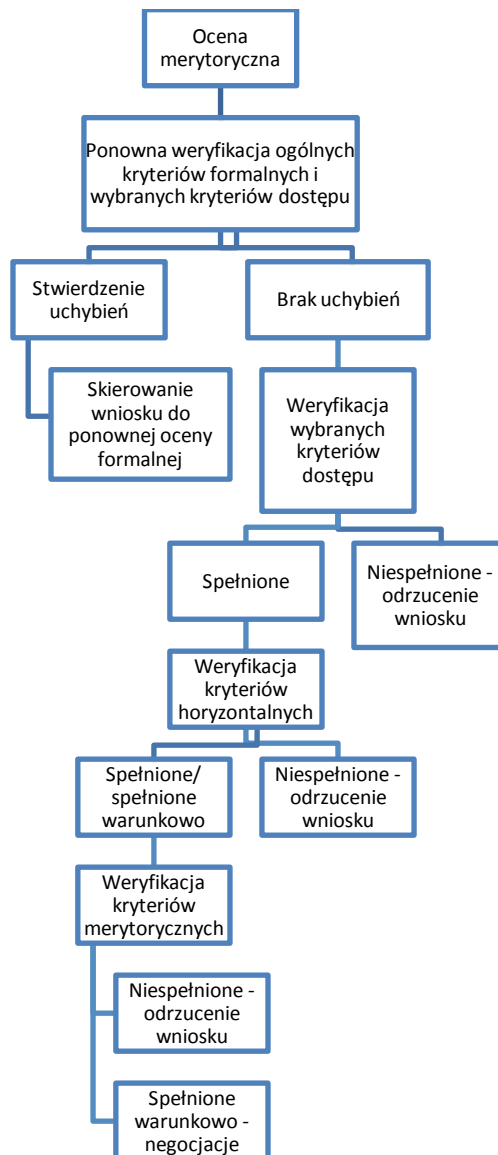 Ocena
merytoryczna
Ponowna weryfikacja ogólnych
kryteriów formalnych i
wybranych kryteriów dostępu
Stwierdzenie
uchybień
Brak uchybień
Skierowanie
wniosku do
ponownej oceny
formalnej
Weryfikacja
wybranych
kryteriów
dostępu
Spełnione
Niespełnione -
odrzucenie
wniosku
Weryfikacja
kryteriów
horyzontalnych
Spełnione/
spełnione
warunkowo
Niespełnione -
odrzucenie
wniosku
Weryfikacja
kryteriów
merytorycznych
Niespełnione -
odrzucenie
wniosku
Spełnione
warunkowo -
negocjacje